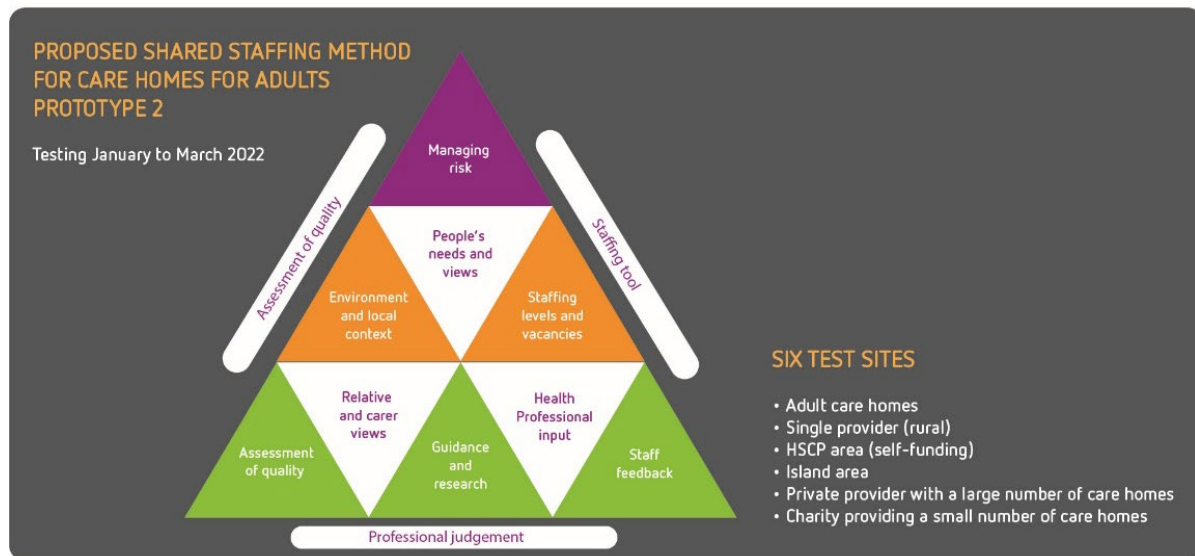 PROPOSED SHARED STAFFING METHOD
FOR CARE HOMES FOR ADULTS
PROTOTYPE 2
Testing January to March 2022
Assessment of quality
Staffing tool
Managing
risk
People's
needs and
views
Environment
and local
context
Staffing
levels and
vacancies
Assessment
of quality
Relative
and carer
views
Guidance
and
research
Health
Professional
input
Staff
feedback
Professional judgement
SIX TEST SITES
• Adult care homes
• Single provider (rural)
• HSCP area (self-funding)
• Island area
• Private provider with a large number of care homes
• Charity providing a small number of care homes